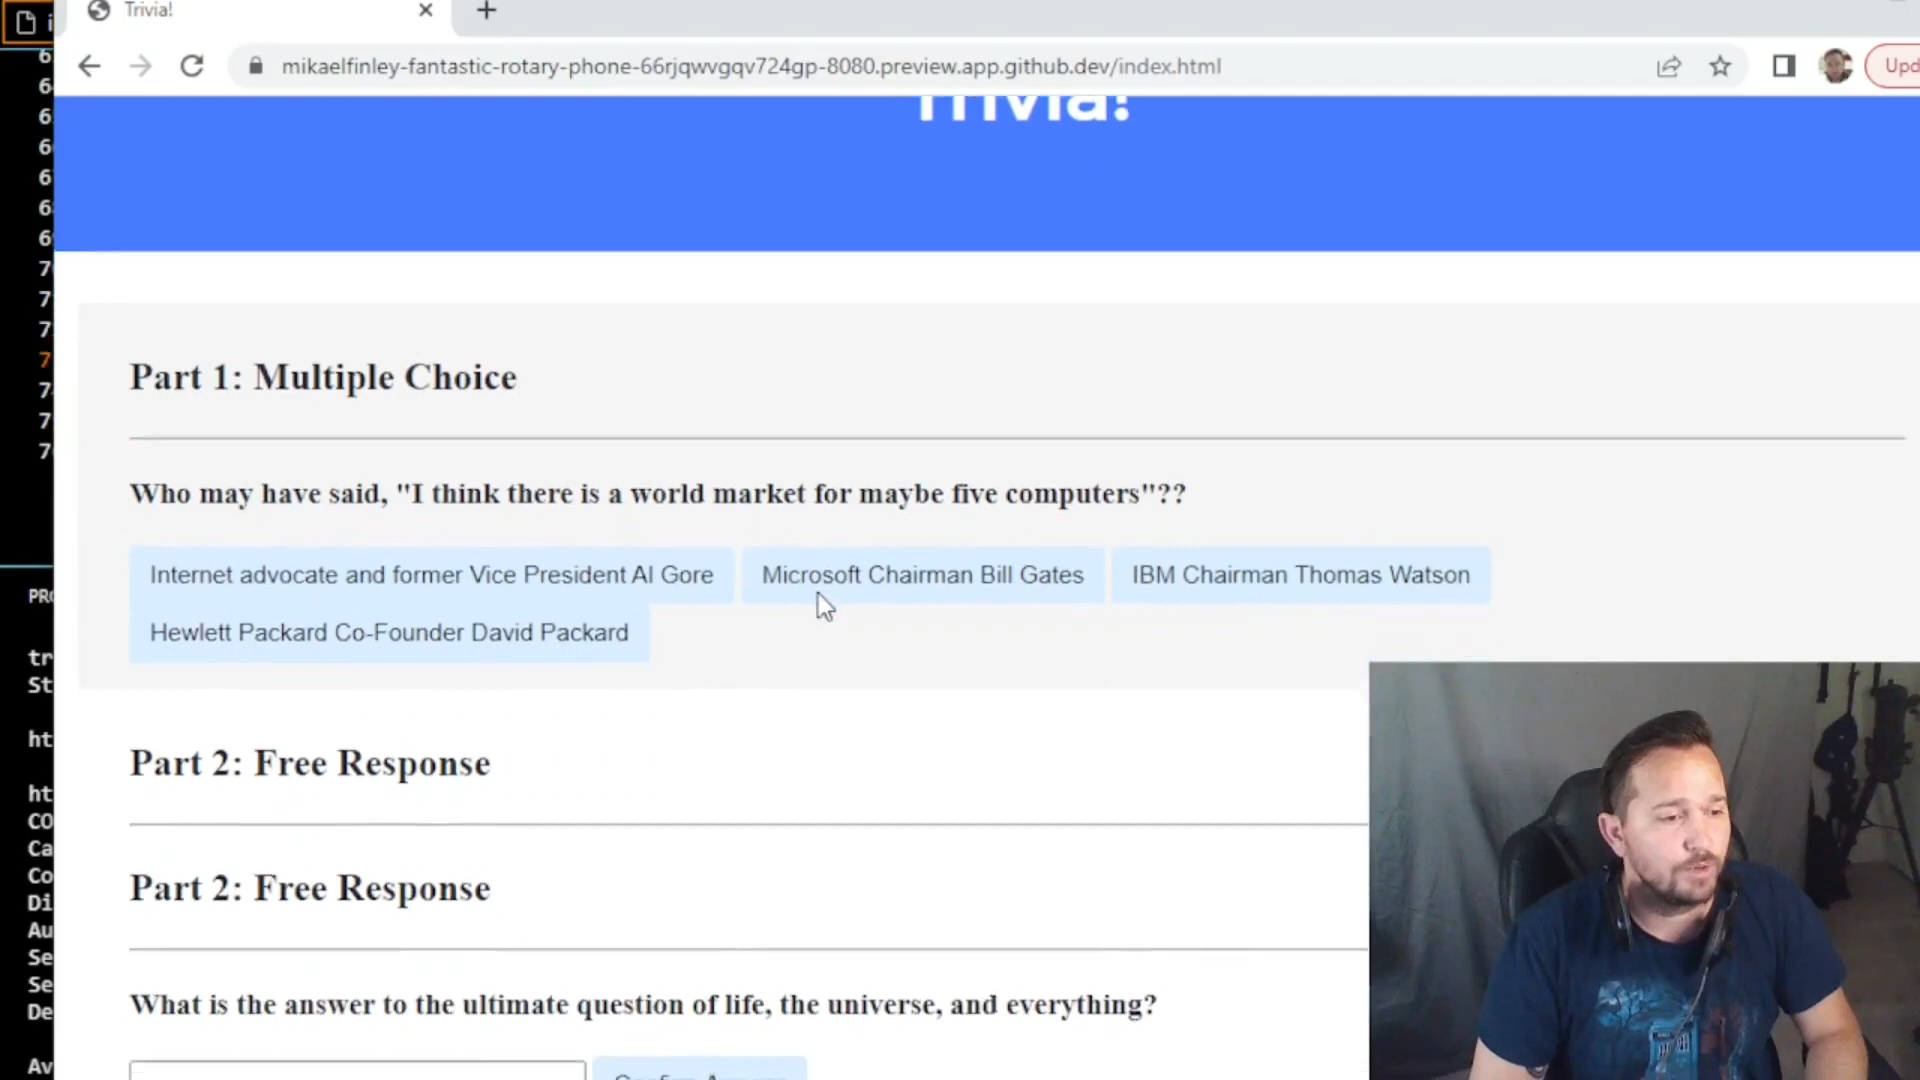 Trivia!
mikaelfinley-fantastic-rotary-phone-66rjqwvgqv724gp-8080.preview.app.github.dev/index.html
Trivia!
Part 1: Multiple Choice
Who may have said, "I think there is a world market for maybe five computers"??
Internet advocate and former Vice President Al Gore
Microsoft Chairman Bill Gates
IBM Chairman Thomas Watson
Hewlett Packard Co-Founder David Packard
Part 2: Free Response
Part 2: Free Response
What is the answer to the ultimate question of life, the universe, and everything?
Confirm Answer